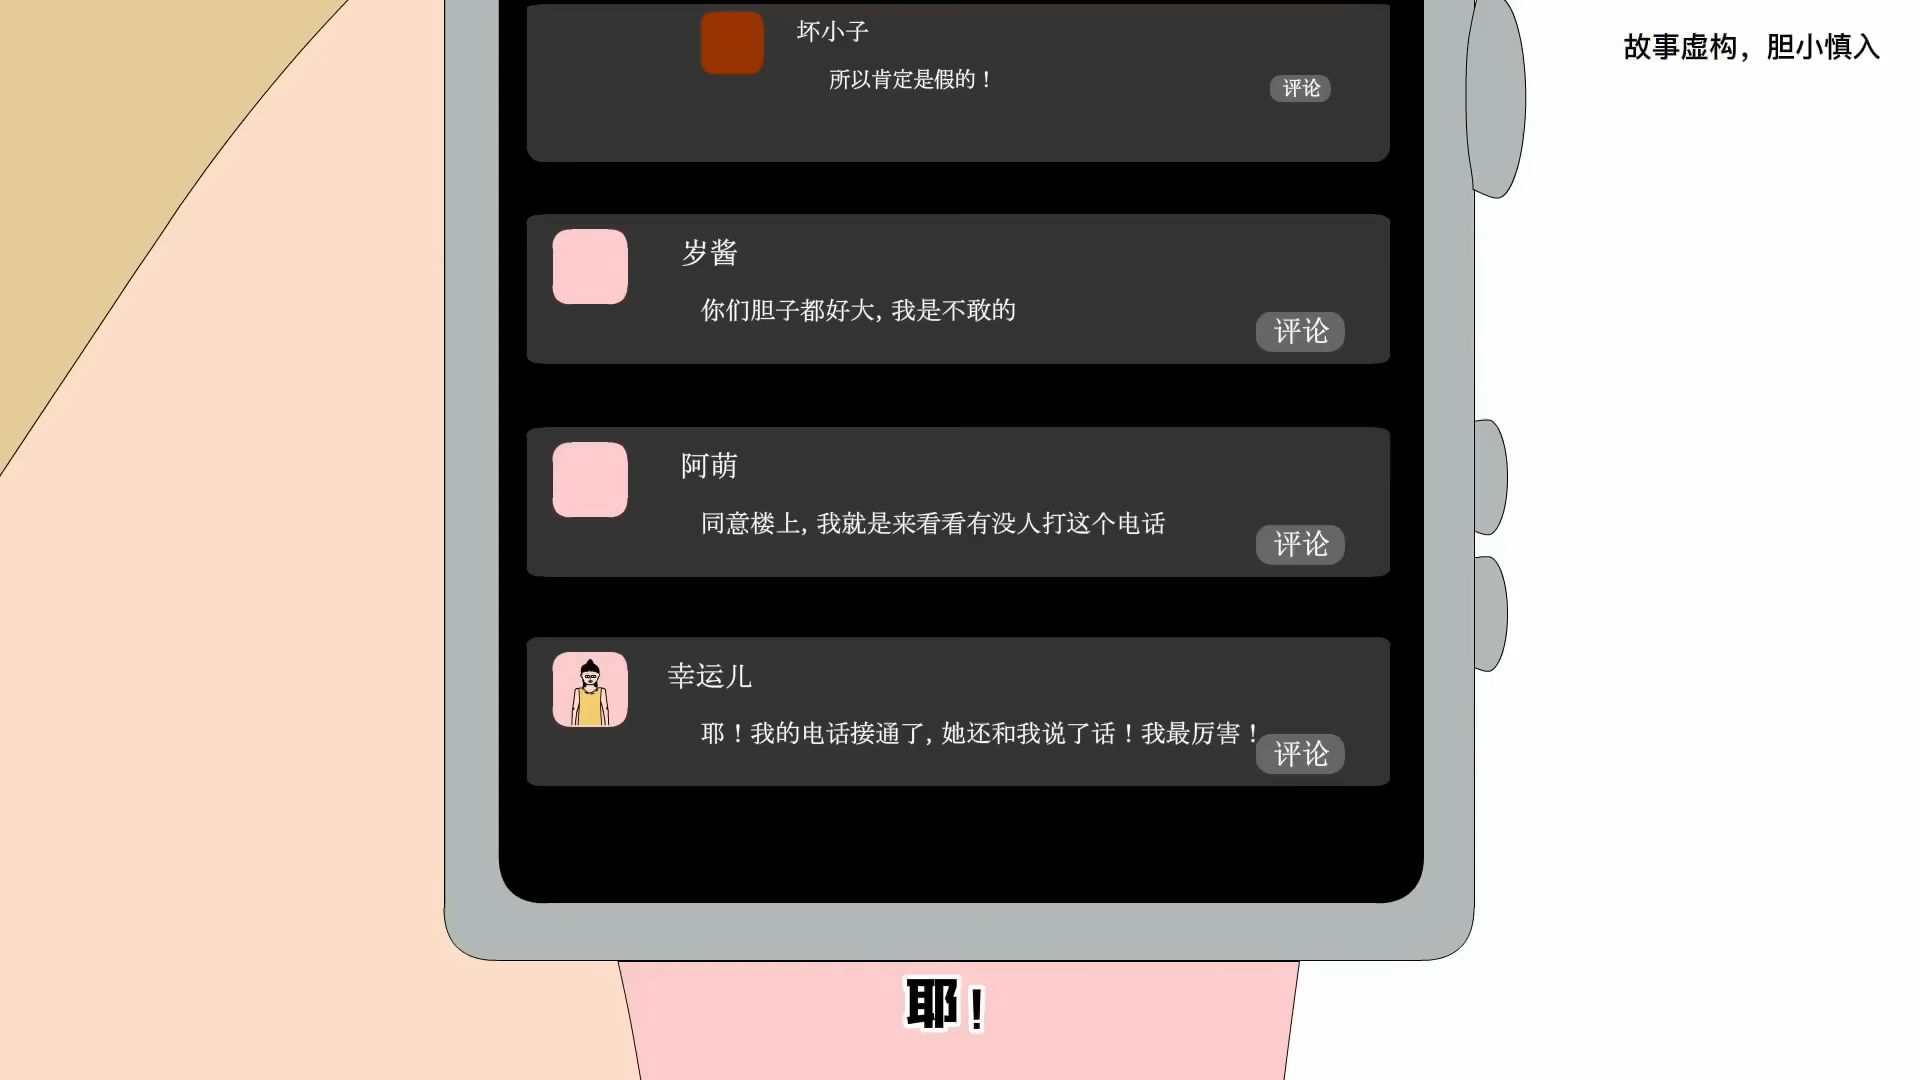 故事虚构，胆小慎入
坏小子
所以肯定是假的！
评论
岁酱
你们胆子都好大，我是不敢的
评论
阿萌
同意楼上，我就是来看看有没人打这个电话
评论
幸运儿
耶！我的电话接通了，她还和我说了话！我最厉害！
评论
耶！